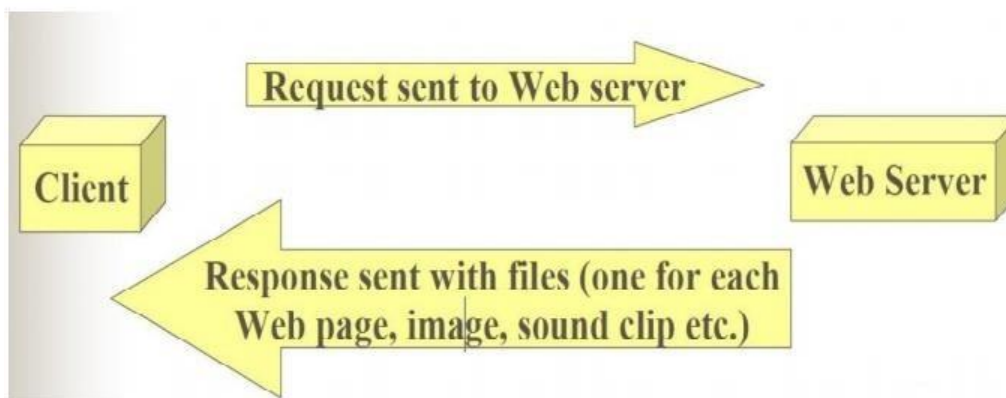 Request sent to Web server
Client
Web Server
Response sent with files (one for each
Web page, image, sound clip etc.)